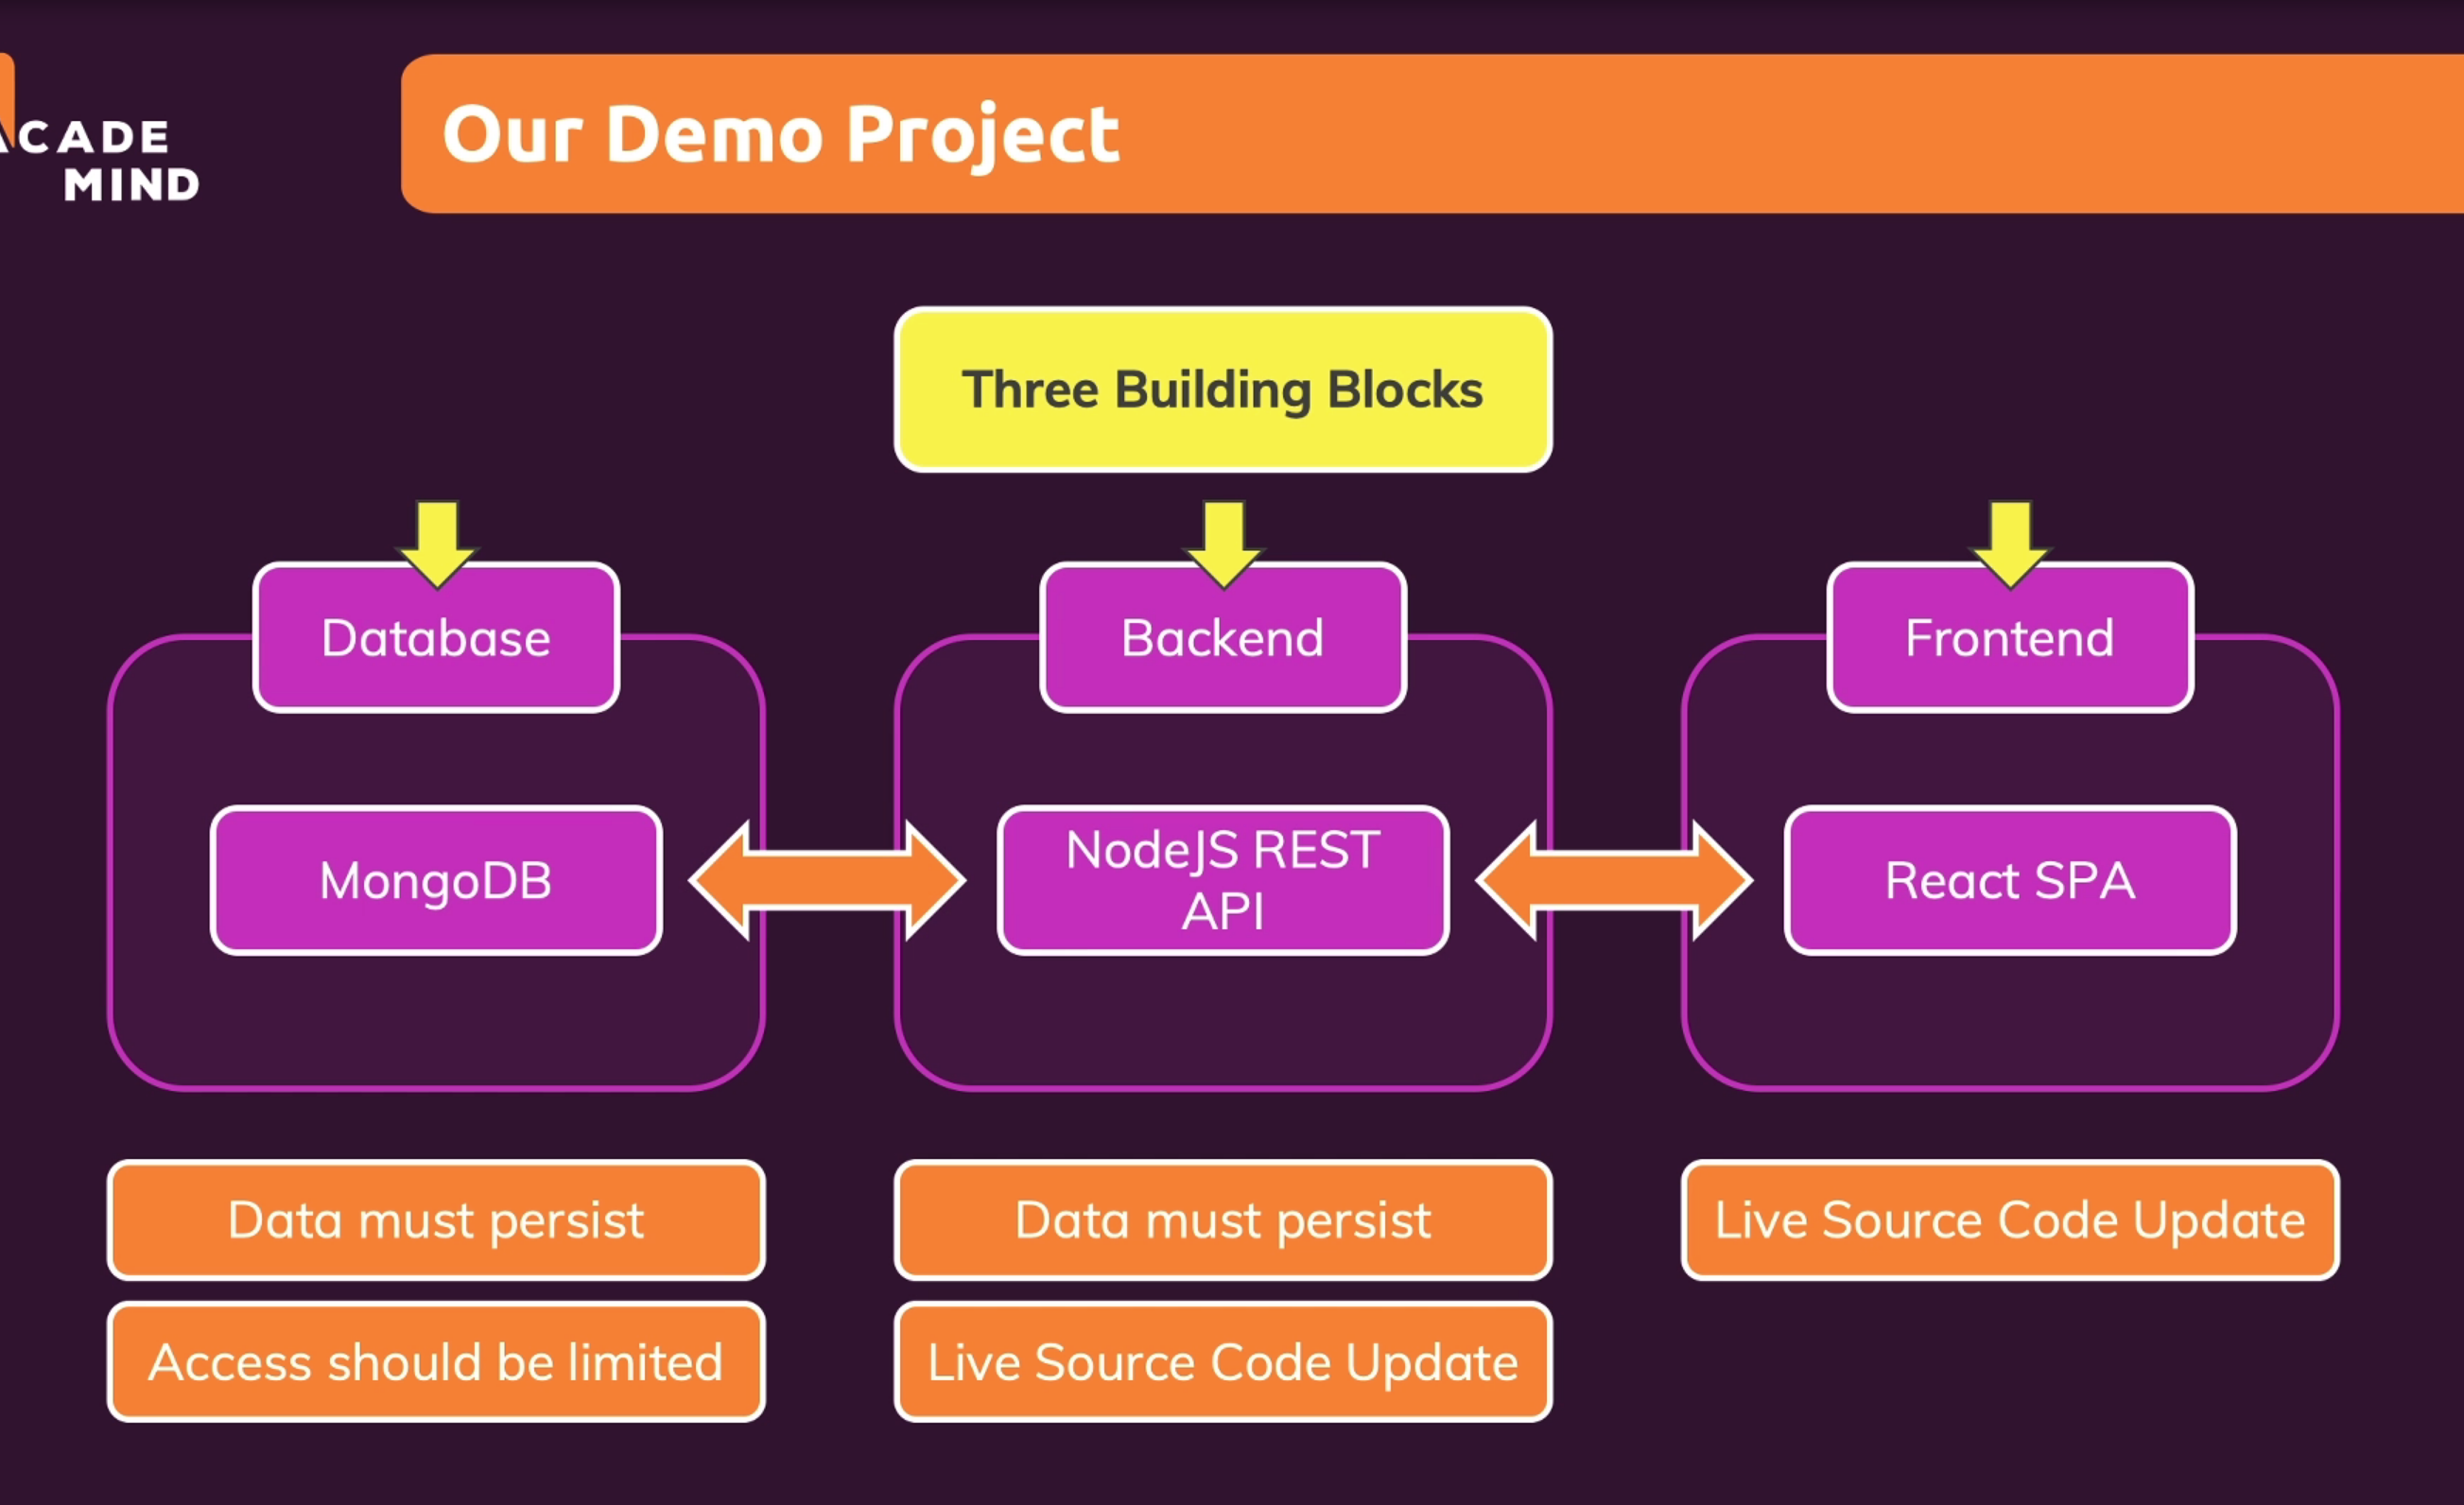 ACADE
MIND
Our Demo Project
Three Building Blocks
Database
Backend
Frontend
MongoDB
NodeJS REST
API
React SPA
Data must persist
Data must persist
Live Source Code Update
Access should be limited
Live Source Code Update